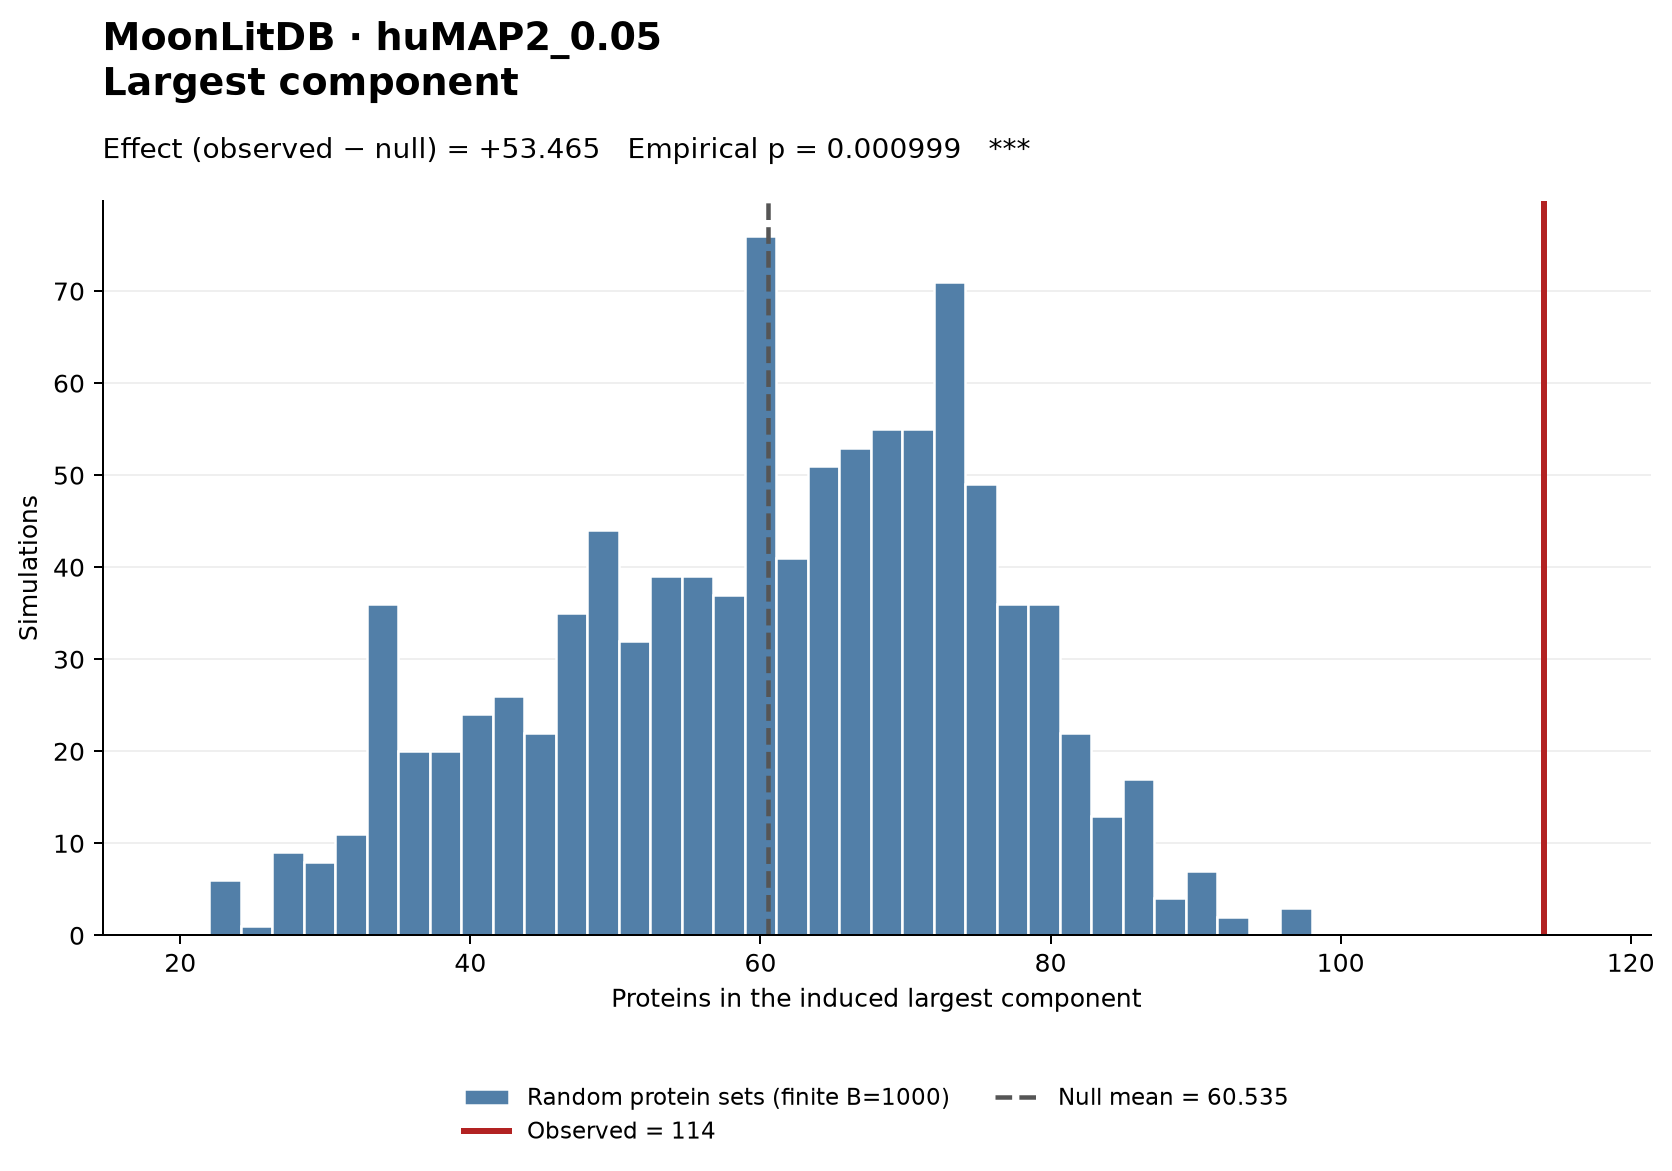 MoonLitDB · huMAP2_0.05
Largest component
Effect (observed − null) = +53.465   Empirical p = 0.000999   ***
70
60
50
40
30
20
10
0
Simulations
20 40 60 80 100 120
Proteins in the induced largest component
Random protein sets (finite B=1000)
Observed = 114
Null mean = 60.535